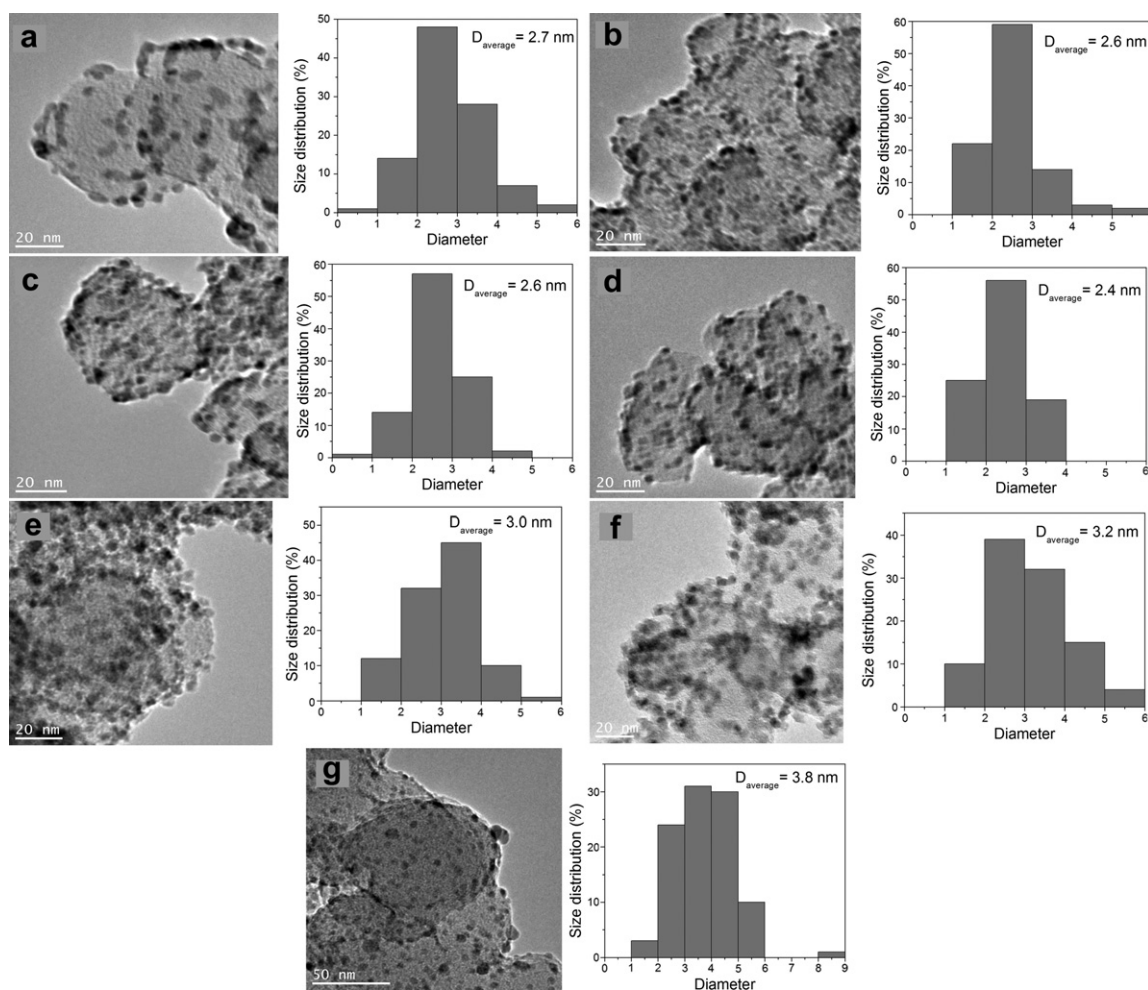 a
20 nm
Size distribution (%)
50
40
30
20
10
0
D average = 2.7 nm
0 1 2 3 4 5 6
Diameter
b
20 nm
Size distribution (%)
60
50
40
30
20
10
0
D average = 2.6 nm
0 1 2 3 4 5
Diameter
c
20 nm
Size distribution (%)
60
50
40
30
20
10
0
D average = 2.6 nm
0 1 2 3 4 5 6
Diameter
d
20 nm
Size distribution (%)
60
50
40
30
20
10
0
D average = 2.4 nm
0 1 2 3 4 5 6
Diameter
e
20 nm
Size distribution (%)
50
40
30
20
10
0
D average = 3.0 nm
0 1 2 3 4 5 6
Diameter
f
20 nm
Size distribution (%)
40
30
20
10
0
D average = 3.2 nm
0 1 2 3 4 5 6
Diameter
g
50 nm
Size distribution (%)
30
20
10
0
D average = 3.8 nm
0 1 2 3 4 5 6 7 8 9
Diameter